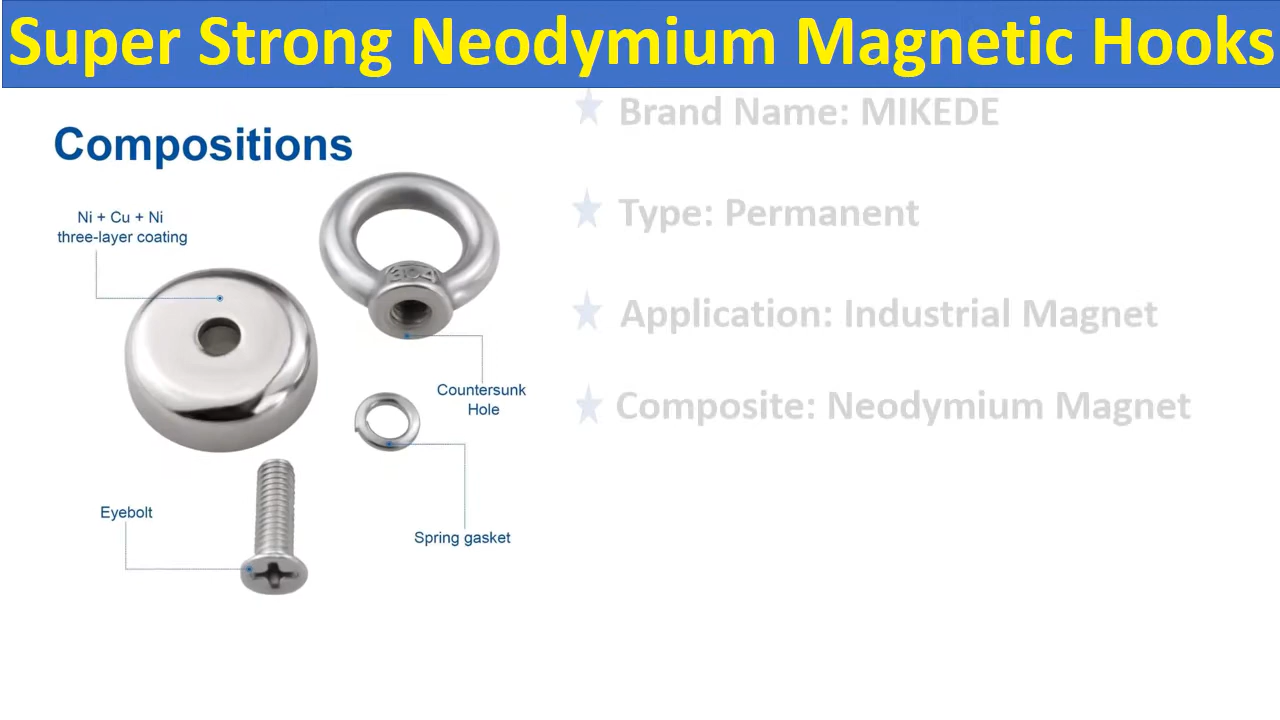 Super Strong Neodymium Magnetic Hooks
Compositions
Ni + Cu + Ni
three-layer coating
304
Countersunk
Hole
Eyebolt
Spring gasket
Brand Name: MIKEDE
Type: Permanent
Application: Industrial Magnet
Composite: Neodymium Magnet